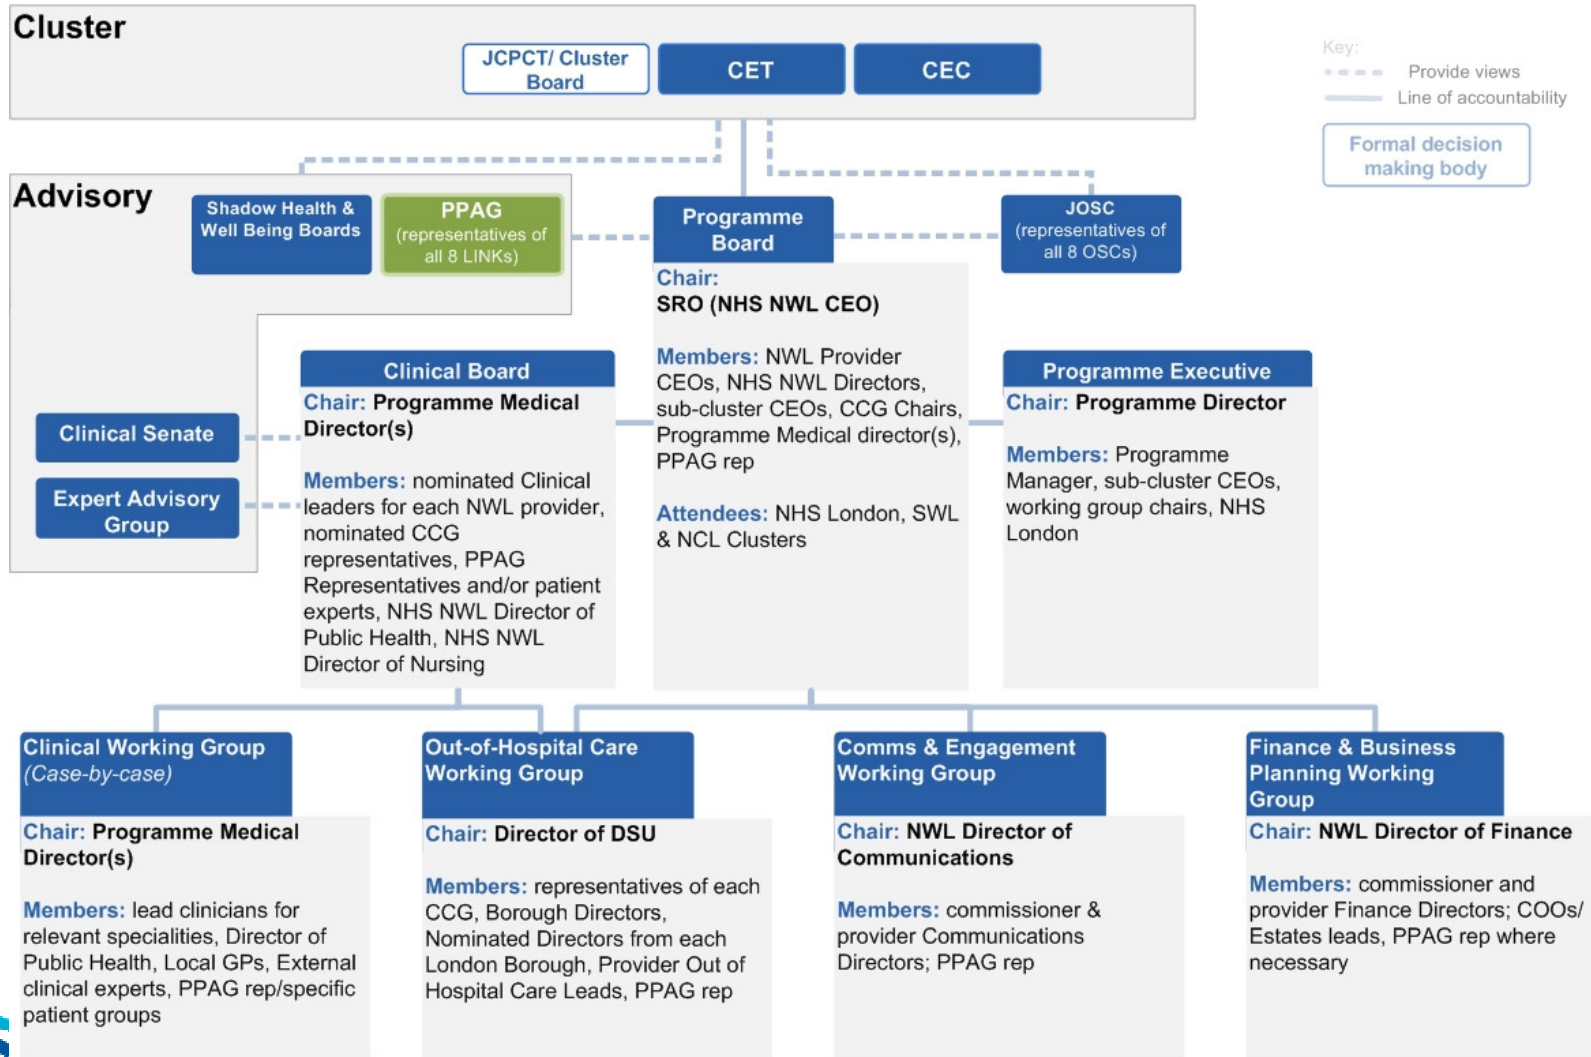 Cluster
JCPCT/ Cluster
Board
CET
CEC
Key:
Provide views
Line of accountability
Formal decision
making body
Advisory
Shadow Health &
Well Being Boards
PPAG
(representatives of
all 8 LINKs)
Programme
Board
JOSC
(representatives of
all 8 OSCs)
Chair:
SRO (NHS NWL CEO)
Members: NWL Provider
CEOs, NHS NWL Directors,
sub-cluster CEOs, CCG Chairs,
Programme Medical director(s),
PPAG rep
Attendees: NHS London, SWL
& NCL Clusters
Clinical Board
Chair: Programme Medical
Director(s)
Members: nominated Clinical
leaders for each NWL provider,
nominated CCG
representatives, PPAG
Representatives and/or patient
experts, NHS NWL Director of
Public Health, NHS NWL
Director of Nursing
Programme Executive
Chair: Programme Director
Members: Programme
Manager, sub-cluster CEOs,
working group chairs, NHS
London
Clinical Senate
Expert Advisory
Group
Clinical Working Group
(Case-by-case)
Chair: Programme Medical
Director(s)
Members: lead clinicians for
relevant specialities, Director of
Public Health, Local GPs, External
clinical experts, PPAG rep/specific
patient groups
Out-of-Hospital Care
Working Group
Chair: Director of DSU
Members: representatives of each
CCG, Borough Directors,
Nominated Directors from each
London Borough, Provider Out of
Hospital Care Leads, PPAG rep
Comms & Engagement
Working Group
Chair: NWL Director of
Communications
Members: commissioner &
provider Communications
Directors; PPAG rep
Finance & Business
Planning Working
Group
Chair: NWL Director of Finance
Members: commissioner and
provider Finance Directors; COOs/
Estates leads, PPAG rep where
necessary